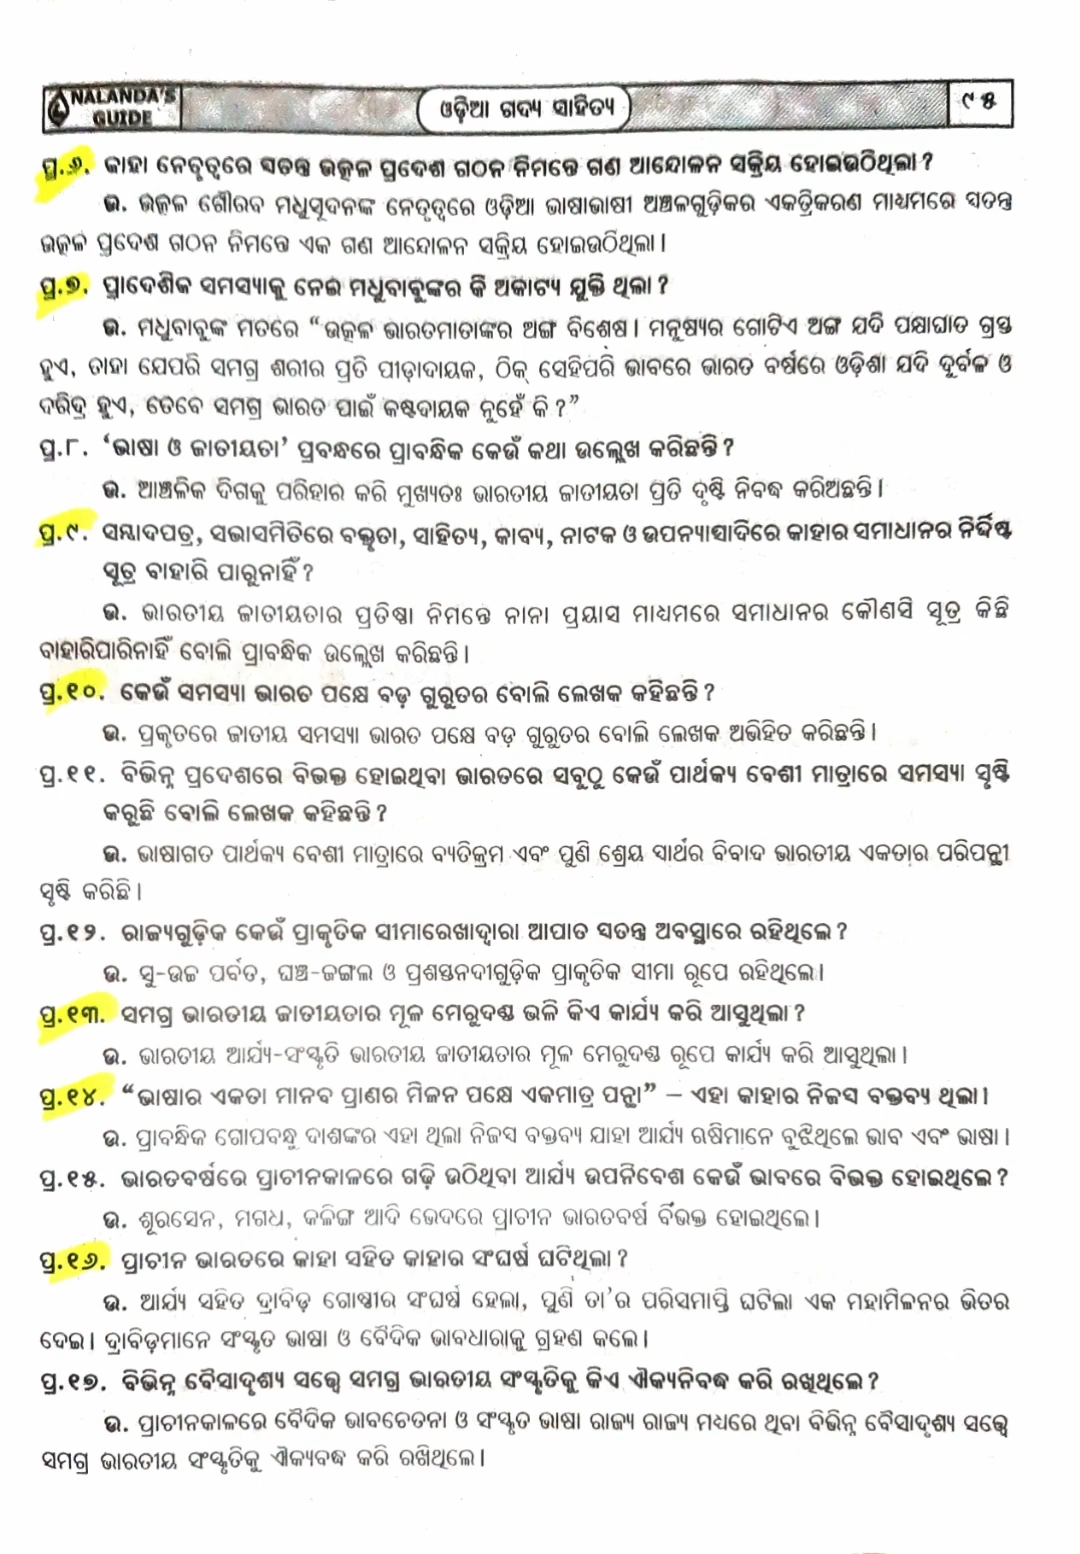 NALANDA'S
GUIDE
ଓଡ଼ିଆ ଗଦ୍ୟ ସାହିତ୍ୟ
୯୫
ପ୍ର.୬. କାହା ନେତୃତ୍ୱରେ ସ୍ୱତନ୍ତ୍ର ଉତ୍କଳ ପ୍ରଦେଶ ଗଠନ ନିମନ୍ତେ ଗଣ ଆନ୍ଦୋଳନ ସକ୍ରିୟ ହୋଇଉଠିଥିଲା ?
ଉ. ଉତ୍କଳ ଗୌରବ ମଧୁସୂଦନଙ୍କ ନେତୃତ୍ୱରେ ଓଡ଼ିଆ ଭାଷାଭାଷୀ ଅଞ୍ଚଳଗୁଡ଼ିକର ଏକତ୍ରିକରଣ ମାଧ୍ୟମରେ ସ୍ୱତନ୍ତ୍ର
ଉତ୍କଳ ପ୍ରଦେଶ ଗଠନ ନିମନ୍ତେ ଏକ ଗଣ ଆନ୍ଦୋଳନ ସକ୍ରିୟ ହୋଇଉଠିଥିଲା ।
ପ୍ର.୭. ପ୍ରାଦେଶିକ ସମସ୍ୟାକୁ ନେଇ ମଧୁବାବୁଙ୍କର କି ଅକାଟ୍ୟ ଯୁକ୍ତି ଥିଲା ?
ଉ. ମଧୁବାବୁଙ୍କ ମତରେ “ଉତ୍କଳ ଭାରତମାତାଙ୍କର ଅଙ୍ଗ ବିଶେଷ । ମନୁଷ୍ୟର ଗୋଟିଏ ଅଙ୍ଗ ଯଦି ପକ୍ଷାଘାତ ଗ୍ରସ୍ତ
ହୁଏ, ତାହା ଯେପରି ସମଗ୍ର ଶରୀର ପ୍ରତି ପୀଡ଼ାଦାୟକ, ଠିକ୍ ସେହିପରି ଭାବରେ ଭାରତ ବର୍ଷରେ ଓଡ଼ିଶା ଯଦି ଦୁର୍ବଳ ଓ
ଦରିଦ୍ର ହୁଏ, ତେବେ ସମଗ୍ର ଭାରତ ପାଇଁ କଷ୍ଟଦାୟକ ନୁହେଁ କି ?”
ପ୍ର.୮. ‘ଭାଷା ଓ ଜାତୀୟତା’ ପ୍ରବନ୍ଧରେ ପ୍ରାବନ୍ଧିକ କେଉଁ କଥା ଉଲ୍ଲେଖ କରିଛନ୍ତି ?
ଉ. ଆଞ୍ଚଳିକ ଦିଗକୁ ପରିହାର କରି ମୁଖ୍ୟତଃ ଭାରତୀୟ ଜାତୀୟତା ପ୍ରତି ଦୃଷ୍ଟି ନିବଦ୍ଧ କରିଅଛନ୍ତି ।
ପ୍ର.୯. ସମ୍ବାଦପତ୍ର, ସଭାସମିତିରେ ବକ୍ତୃତା, ସାହିତ୍ୟ, କାବ୍ୟ, ନାଟକ ଓ ଉପନ୍ୟାସାଦିରେ କାହାର ସମାଧାନର ନିର୍ଦ୍ଦିଷ୍ଟ
ସୂତ୍ର ବାହାରି ପାରୁନାହିଁ ?
ଉ. ଭାରତୀୟ ଜାତୀୟତାର ପ୍ରତିଷ୍ଠା ନିମନ୍ତେ ନାନା ପ୍ରୟାସ ମାଧ୍ୟମରେ ସମାଧାନର କୌଣସି ସୂତ୍ର କିଛି
ବାହାରିପାରିନାହିଁ ବୋଲି ପ୍ରାବନ୍ଧିକ ଉଲ୍ଲେଖ କରିଛନ୍ତି ।
ପ୍ର.୧୦. କେଉଁ ସମସ୍ୟା ଭାରତ ପକ୍ଷେ ବଡ଼ ଗୁରୁତର ବୋଲି ଲେଖକ କହିଛନ୍ତି ?
ଉ. ପ୍ରକୃତରେ ଜାତୀୟ ସମସ୍ୟା ଭାରତ ପକ୍ଷେ ବଡ଼ ଗୁରୁତର ବୋଲି ଲେଖକ ଅଭିହିତ କରିଛନ୍ତି ।
ପ୍ର.୧୧. ବିଭିନ୍ନ ପ୍ରଦେଶରେ ବିଭକ୍ତ ହୋଇଥିବା ଭାରତରେ ସବୁଠୁ କେଉଁ ପାର୍ଥକ୍ୟ ବେଶୀ ମାତ୍ରାରେ ସମସ୍ୟା ସୃଷ୍ଟି
କରୁଛି ବୋଲି ଲେଖକ କହିଛନ୍ତି ?
ଉ. ଭାଷାଗତ ପାର୍ଥକ୍ୟ ବେଶୀ ମାତ୍ରାରେ ବ୍ୟତିକ୍ରମ ଏବଂ ପୁଣି ଶ୍ରେୟ ସ୍ୱାର୍ଥର ବିବାଦ ଭାରତୀୟ ଏକତାର ପରିପନ୍ଥୀ
ସୃଷ୍ଟି କରିଛି ।
ପ୍ର.୧୨. ରାଜ୍ୟଗୁଡ଼ିକ କେଉଁ ପ୍ରାକୃତିକ ସୀମାରେଖାଦ୍ୱାରା ଆପାତ ସ୍ୱତନ୍ତ୍ର ଅବସ୍ଥାରେ ରହିଥିଲେ ?
ଉ. ସୁ-ଉଚ୍ଚ ପର୍ବତ, ଘଞ୍ଚ-ଜଙ୍ଗଲ ଓ ପ୍ରଶସ୍ତନଦୀଗୁଡ଼ିକ ପ୍ରାକୃତିକ ସୀମା ରୂପେ ରହିଥିଲେ ।
ପ୍ର.୧୩. ସମଗ୍ର ଭାରତୀୟ ଜାତୀୟତାର ମୂଳ ମେରୁଦଣ୍ଡ ଭଳି କିଏ କାର୍ଯ୍ୟ କରି ଆସୁଥିଲା ?
ଉ. ଭାରତୀୟ ଆର୍ଯ୍ୟ-ସଂସ୍କୃତି ଭାରତୀୟ ଜାତୀୟତାର ମୂଳ ମେରୁଦଣ୍ଡ ରୂପେ କାର୍ଯ୍ୟ କରି ଆସୁଥିଲା ।
ପ୍ର.୧୪. “ଭାଷାର ଏକତା ମାନବ ପ୍ରାଣର ମିଳନ ପକ୍ଷେ ଏକମାତ୍ର ପନ୍ଥା” – ଏହା କାହାର ନିଜସ୍ୱ ବକ୍ତବ୍ୟ ଥିଲା ।
ଉ. ପ୍ରାବନ୍ଧିକ ଗୋପବନ୍ଧୁ ଦାଶଙ୍କର ଏହା ଥିଲା ନିଜସ୍ୱ ବକ୍ତବ୍ୟ ଯାହା ଆର୍ଯ୍ୟ ଋଷିମାନେ ବୁଝିଥିଲେ ଭାବ ଏବଂ ଭାଷା ।
ପ୍ର.୧୫. ଭାରତବର୍ଷରେ ପ୍ରାଚୀନକାଳରେ ଗଢ଼ି ଉଠିଥିବା ଆର୍ଯ୍ୟ ଉପନିବେଶ କେଉଁ ଭାବରେ ବିଭକ୍ତ ହୋଇଥିଲେ ?
ଉ. ଶୂରସେନ, ମଗଧ, କଳିଙ୍ଗ ଆଦି ଭେଦରେ ପ୍ରାଚୀନ ଭାରତବର୍ଷ ବିଭକ୍ତ ହୋଇଥିଲେ ।
ପ୍ର.୧୬. ପ୍ରାଚୀନ ଭାରତରେ କାହା ସହିତ କାହାର ସଂଘର୍ଷ ଘଟିଥିଲା ?
ଉ. ଆର୍ଯ୍ୟ ସହିତ ଦ୍ରାବିଡ଼ ଗୋଷ୍ଠୀର ସଂଘର୍ଷ ହେଲା, ପୁଣି ତା’ର ପରିସମାପ୍ତି ଘଟିଲା ଏକ ମହାମିଳନର ଭିତର
ଦେଇ । ଦ୍ରାବିଡ଼ମାନେ ସଂସ୍କୃତ ଭାଷା ଓ ବୈଦିକ ଭାବଧାରାକୁ ଗ୍ରହଣ କଲେ ।
ପ୍ର.୧୭. ବିଭିନ୍ନ ବୈସାଦୃଶ୍ୟ ସତ୍ତ୍ୱେ ସମଗ୍ର ଭାରତୀୟ ସଂସ୍କୃତିକୁ କିଏ ଐକ୍ୟନିବଦ୍ଧ କରି ରଖିଥିଲେ ?
ଉ. ପ୍ରାଚୀନକାଳରେ ବୈଦିକ ଭାବଚେତନା ଓ ସଂସ୍କୃତ ଭାଷା ରାଜ୍ୟ ରାଜ୍ୟ ମଧ୍ୟରେ ଥିବା ବିଭିନ୍ନ ବୈସାଦୃଶ୍ୟ ସତ୍ତ୍ୱେ
ସମଗ୍ର ଭାରତୀୟ ସଂସ୍କୃତିକୁ ଐକ୍ୟବଦ୍ଧ କରି ରଖିଥିଲେ ।